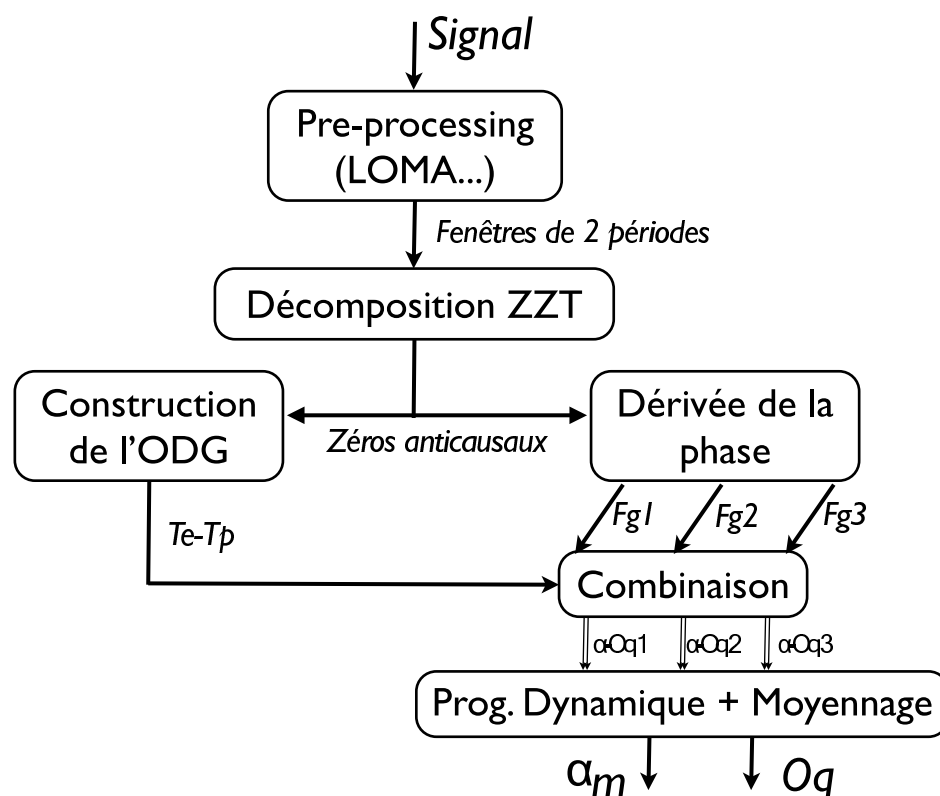 Signal
Pre-processing
(LOMA...)
Fenêtres de 2 périodes
Décomposition ZZT
Construction
de l'ODG
Zéros anticausaux
Dérivée de la
phase
Te-Tp
Fg1
Fg2
Fg3
Combinaison
α-Oq1
α-Oq2
α-Oq3
Prog. Dynamique + Moyennage
αm
Oq